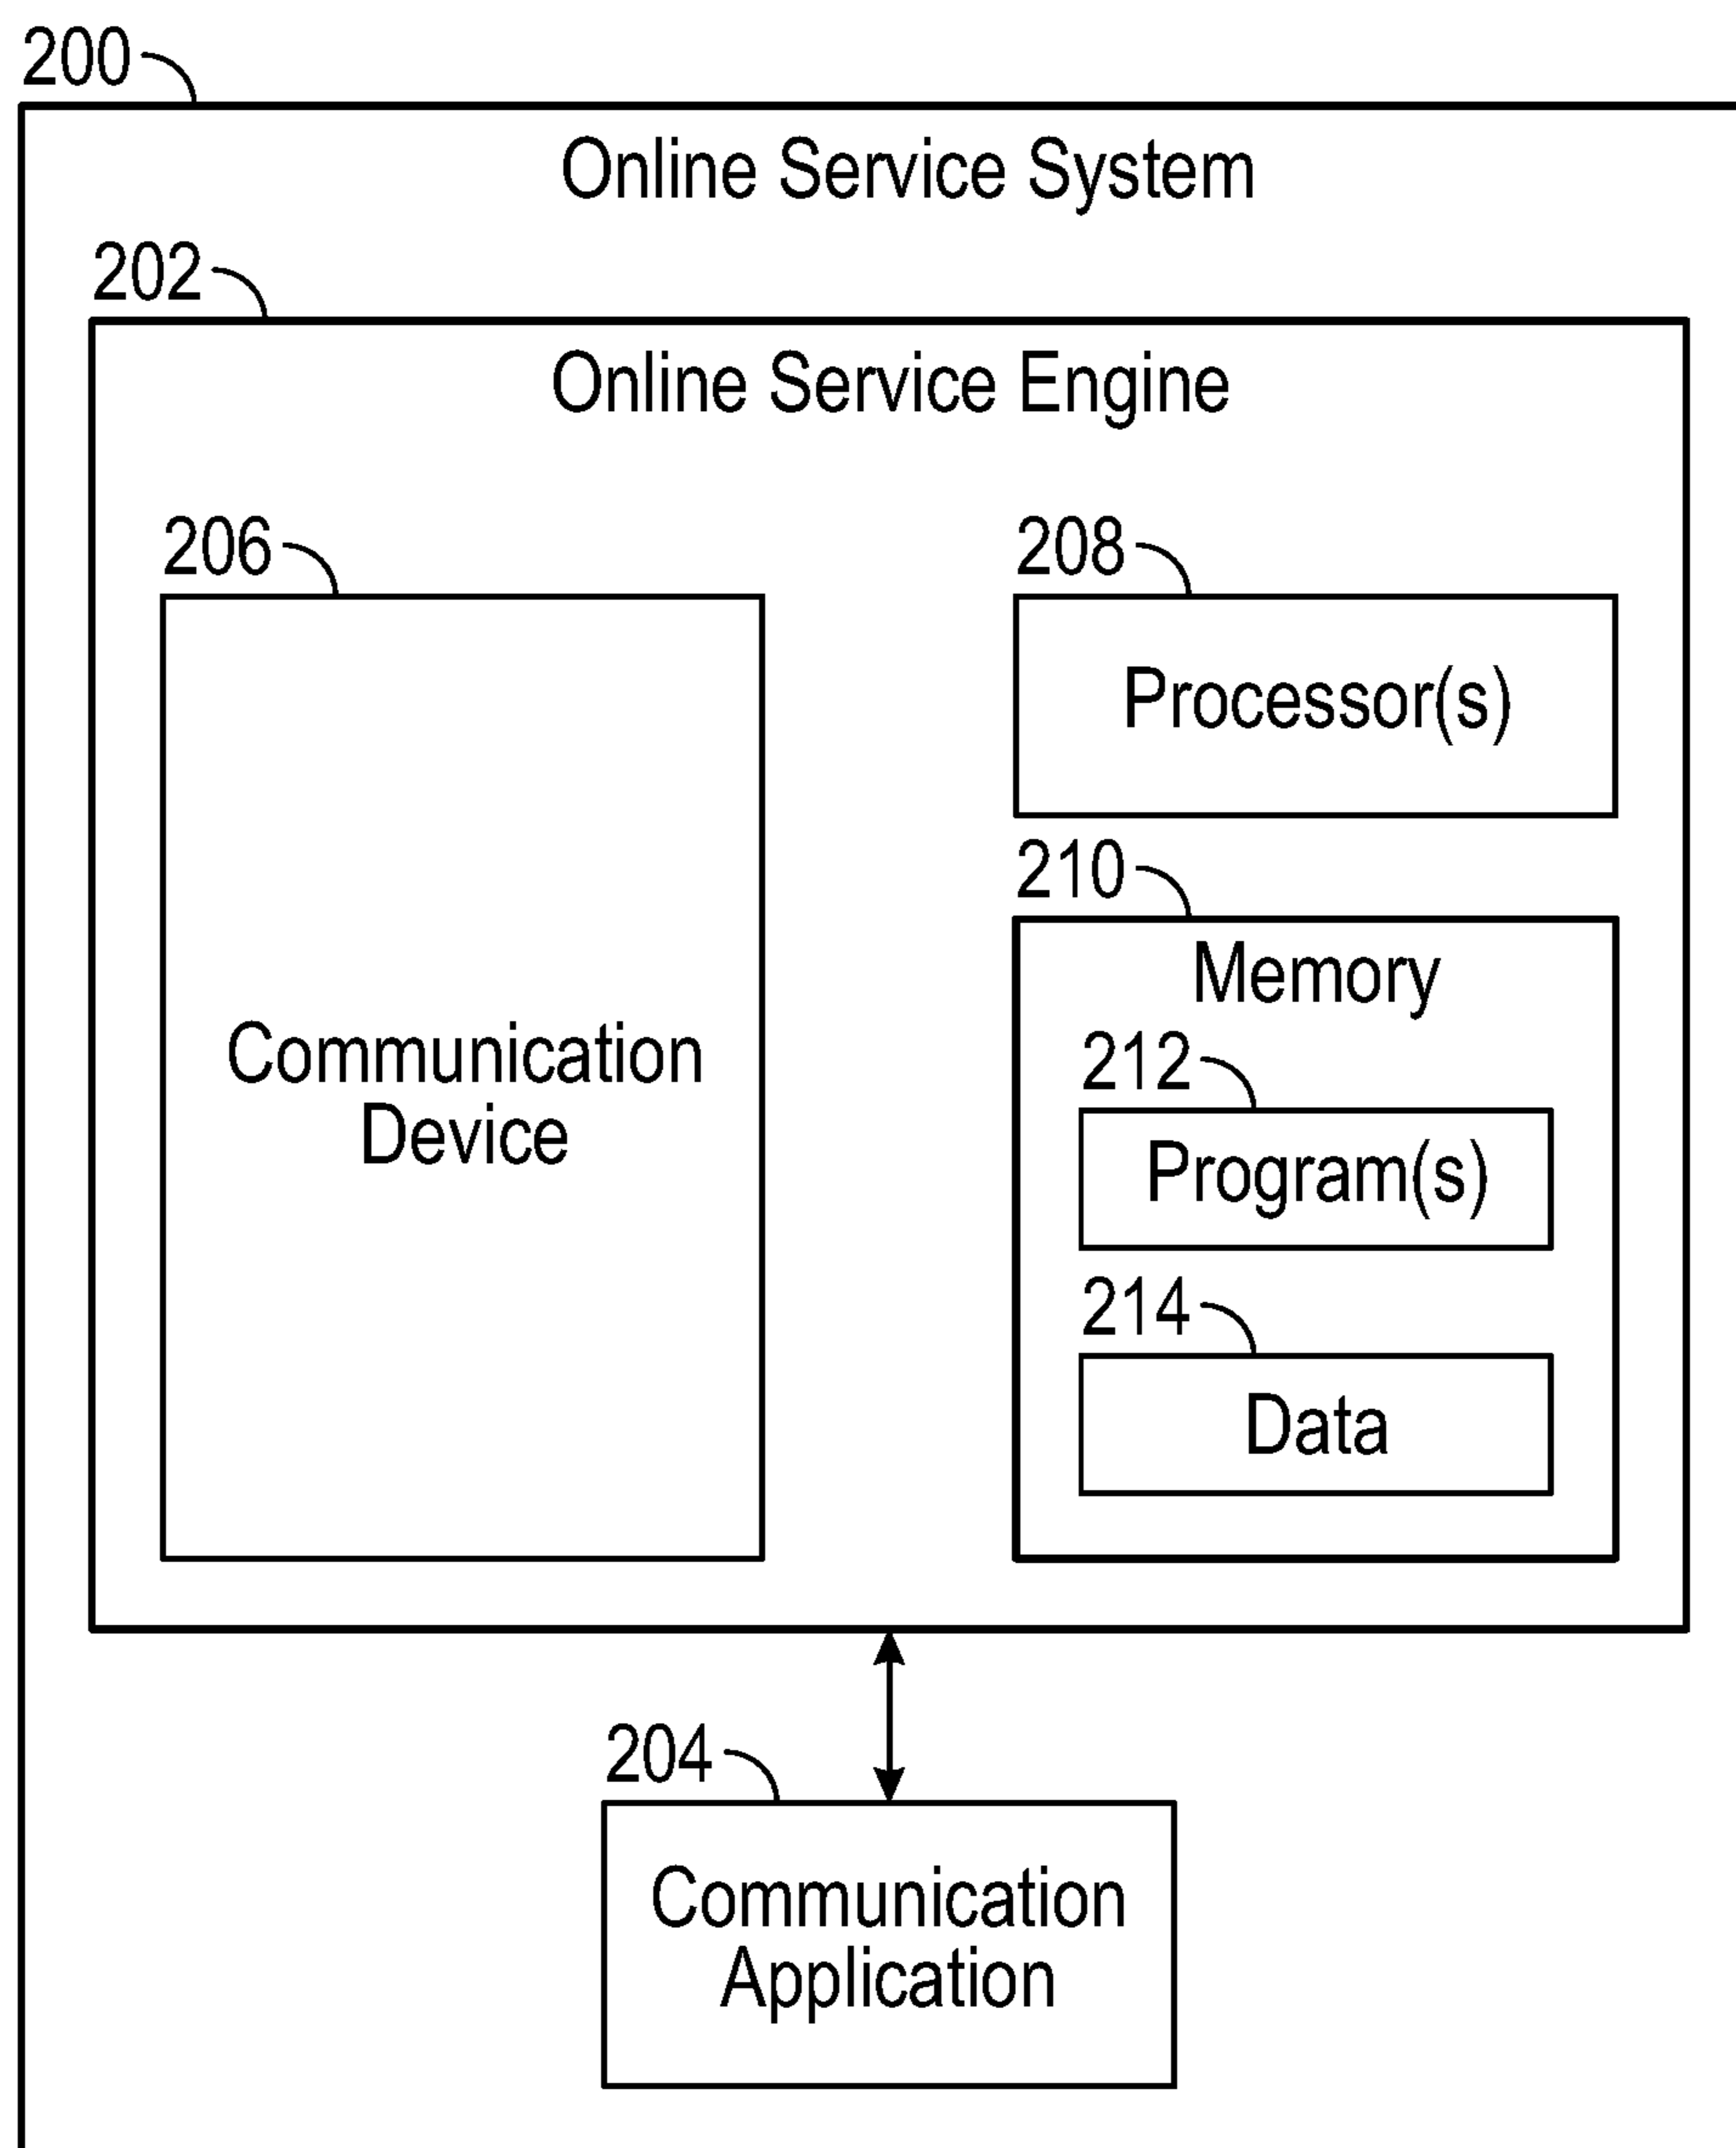 200
Online Service System
202
Online Service Engine
206
208
Processor(s)
210
Memory
Communication
Device
212
Program(s)
214
Data
204
Communication
Application